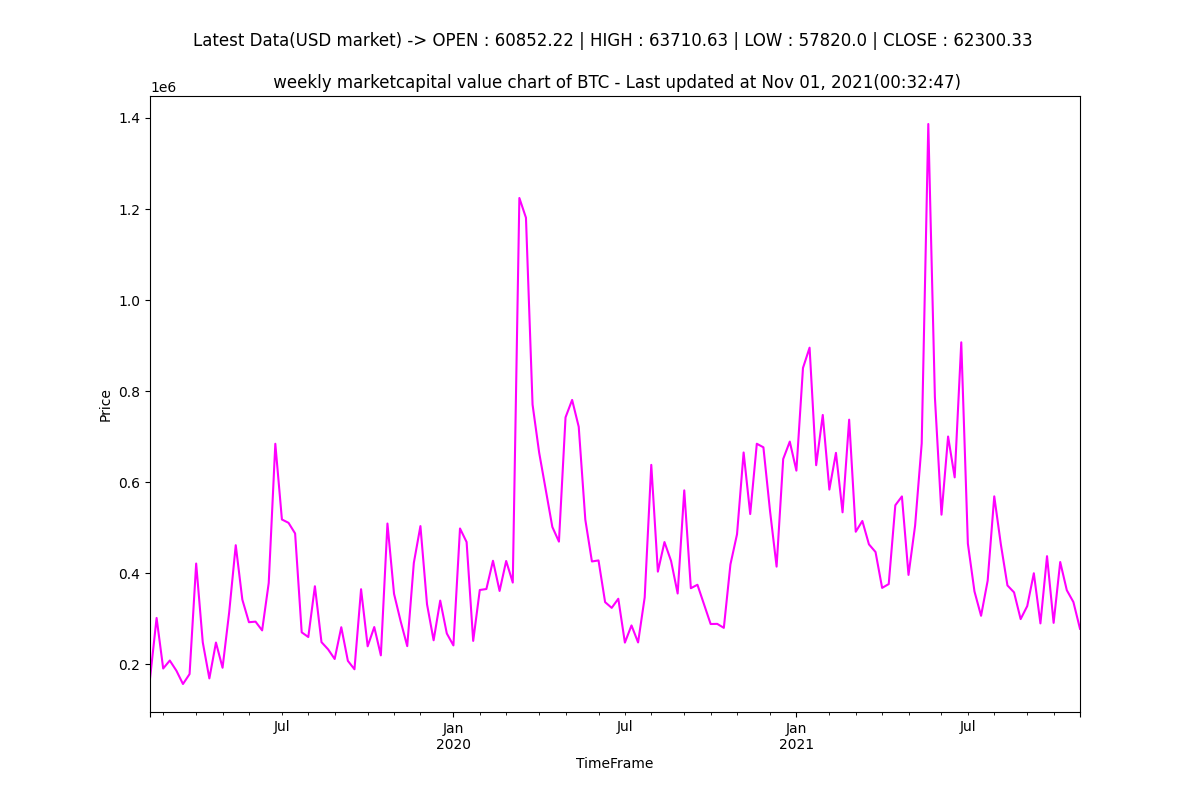 Latest Data(USD market) -> OPEN : 60852.22 | HIGH : 63710.63 | LOW : 57820.0 | CLOSE : 62300.33
weekly marketcapital value chart of BTC - Last updated at Nov 01, 2021(00:32:47)
1e6
1.4
1.2
1.0
0.8
0.6
0.4
0.2
Price
Jul
Jan
2020
Jul
Jan
2021
Jul
TimeFrame